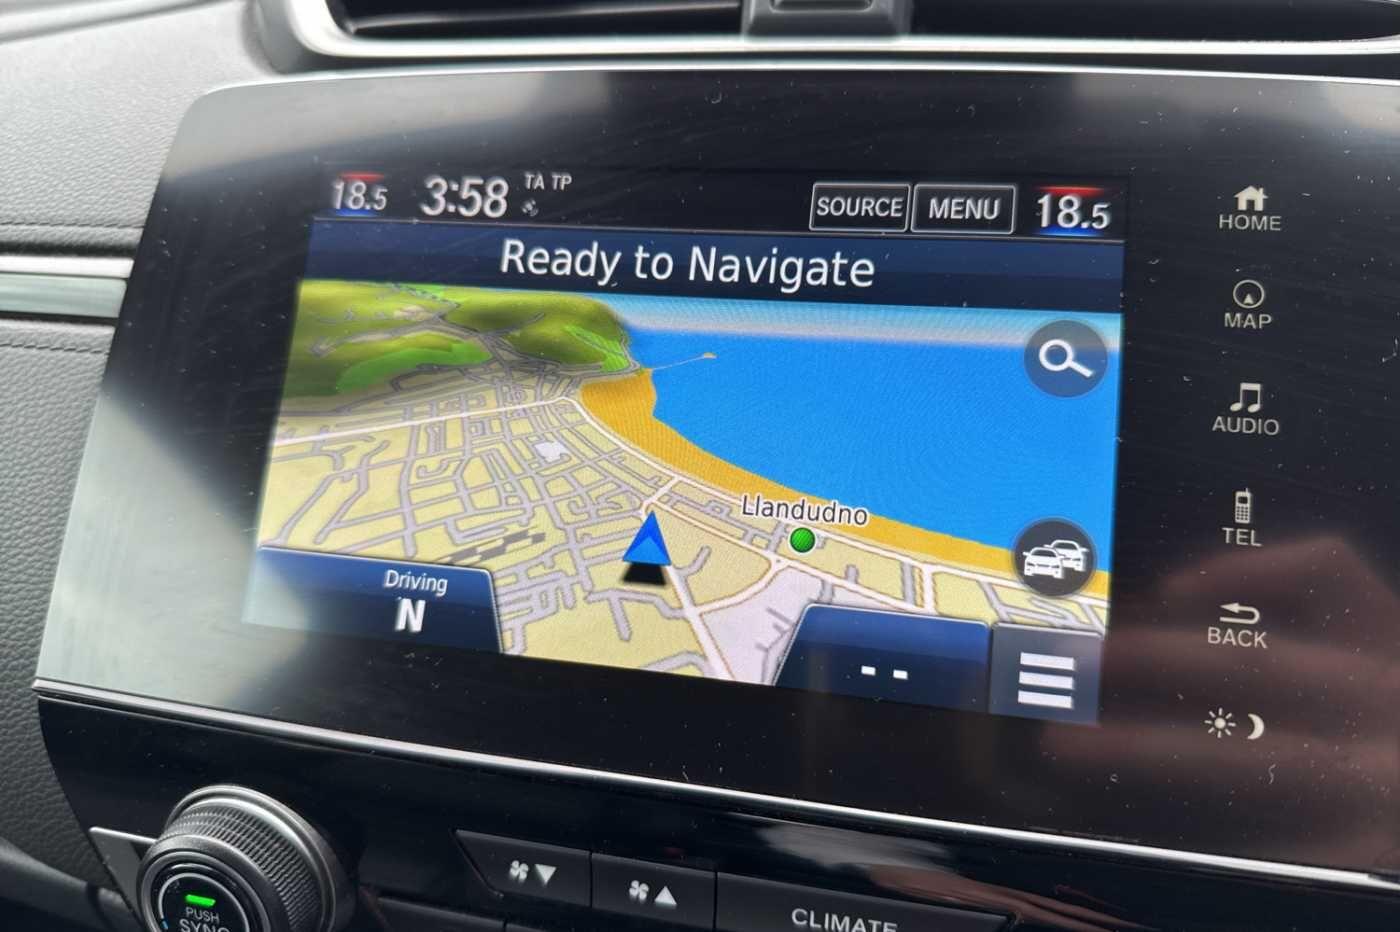 18.5
3:58
TA TP
SOURCE
MENU
18.5
Ready to Navigate
Llandudno
Driving
N
- -
HOME
MAP
AUDIO
TEL
BACK
PUSH
SYNC
CLIMATE